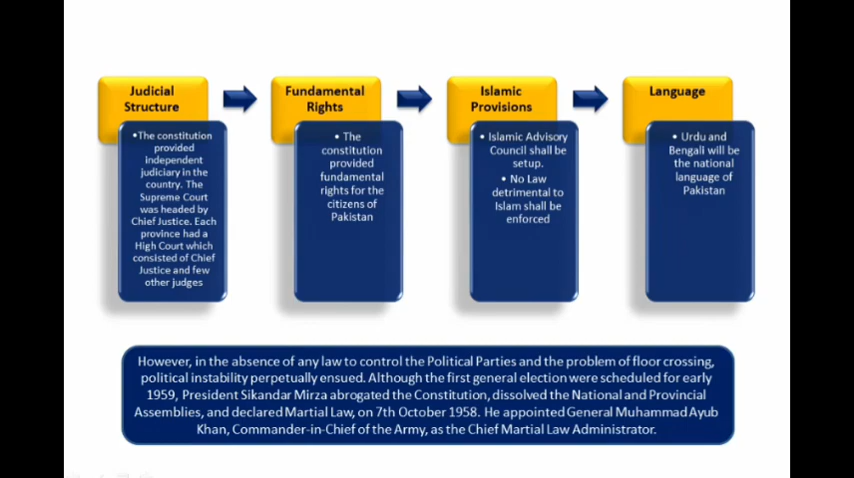 Judicial
Structure
•The constitution
provided
independent
judiciary in the
country. The
Supreme Court
was headed by
Chief Justice. Each
province had a
High Court which
consisted of Chief
Justice and few
other judges
Fundamental
Rights
• The
constitution
provided
fundamental
rights for the
citizens of
Pakistan
Islamic
Provisions
• Islamic Advisory
Council shall be
setup.
• No Law
detrimental to
Islam shall be
enforced
Language
• Urdu and
Bengali will be
the national
language of
Pakistan
However, in the absence of any law to control the Political Parties and the problem of floor crossing,
political instability perpetually ensued. Although the first general election were scheduled for early
1959, President Sikandar Mirza abrogated the Constitution, dissolved the National and Provincial
Assemblies, and declared Martial Law, on 7th October 1958. He appointed General Muhammad Ayub
Khan, Commander-in-Chief of the Army, as the Chief Martial Law Administrator.